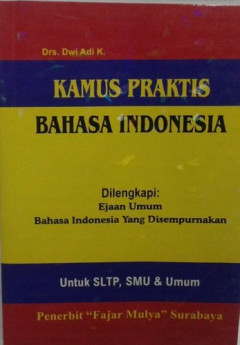 Drs. Dwi Adi K.
KAMUS PRAKTIS
BAHASA INDONESIA
Dilengkapi:
Ejaan Umum
Bahasa Indonesia Yang Disempurnakan
Untuk SLTP, SMU & Umum
Penerbit "Fajar Mulya" Surabaya